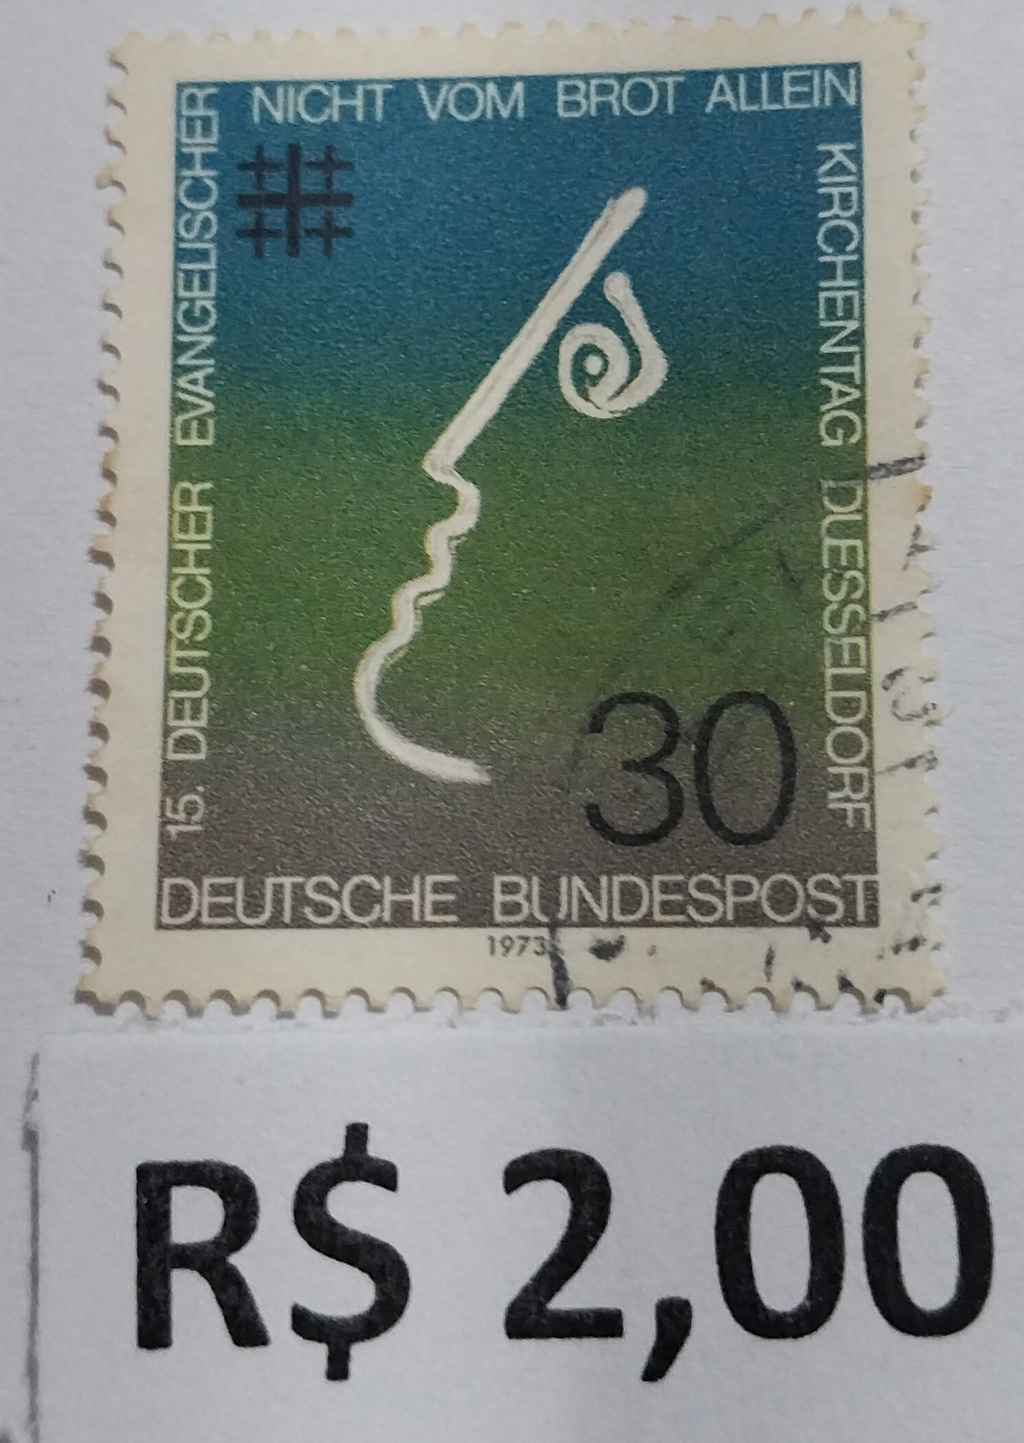 15. DEUTSCHER EVANGELISCHER
NICHT VOM BROT ALLEIN
KIRCHENTAG DUESSELDORF
30
DEUTSCHE BUNDESPOST
1973
R$ 2,00